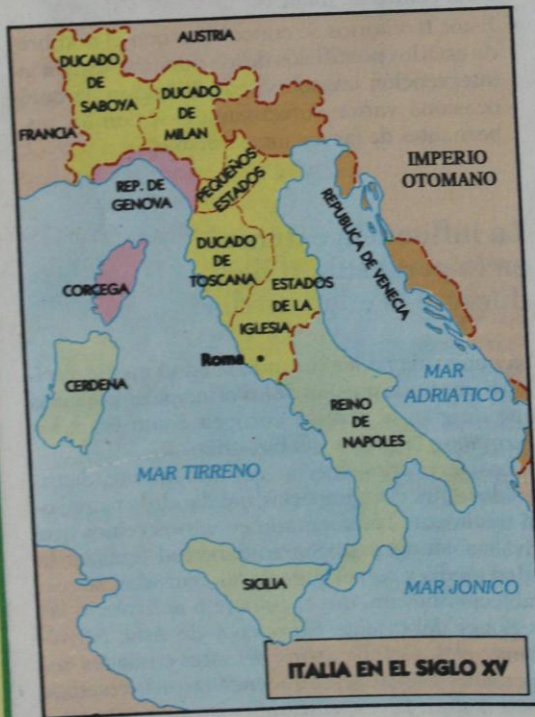 AUSTRIA
DUCADO
DE
SABOYA
DUCADO
DE
MILAN
FRANCIA
IMPERIO
OTOMANO
PEQUEÑOS
ESTADOS
REP. DE
GENOVA
REPUBLICA DE VENECIA
DUCADO
DE
TOSCANA
ESTADOS
DE LA
IGLESIA
CORCEGA
Roma
CERDENA
MAR
ADRIATICO
REINO
DE
NAPOLES
MAR TIRRENO
SICILIA
MAR JONICO
ITALIA EN EL SIGLO XV